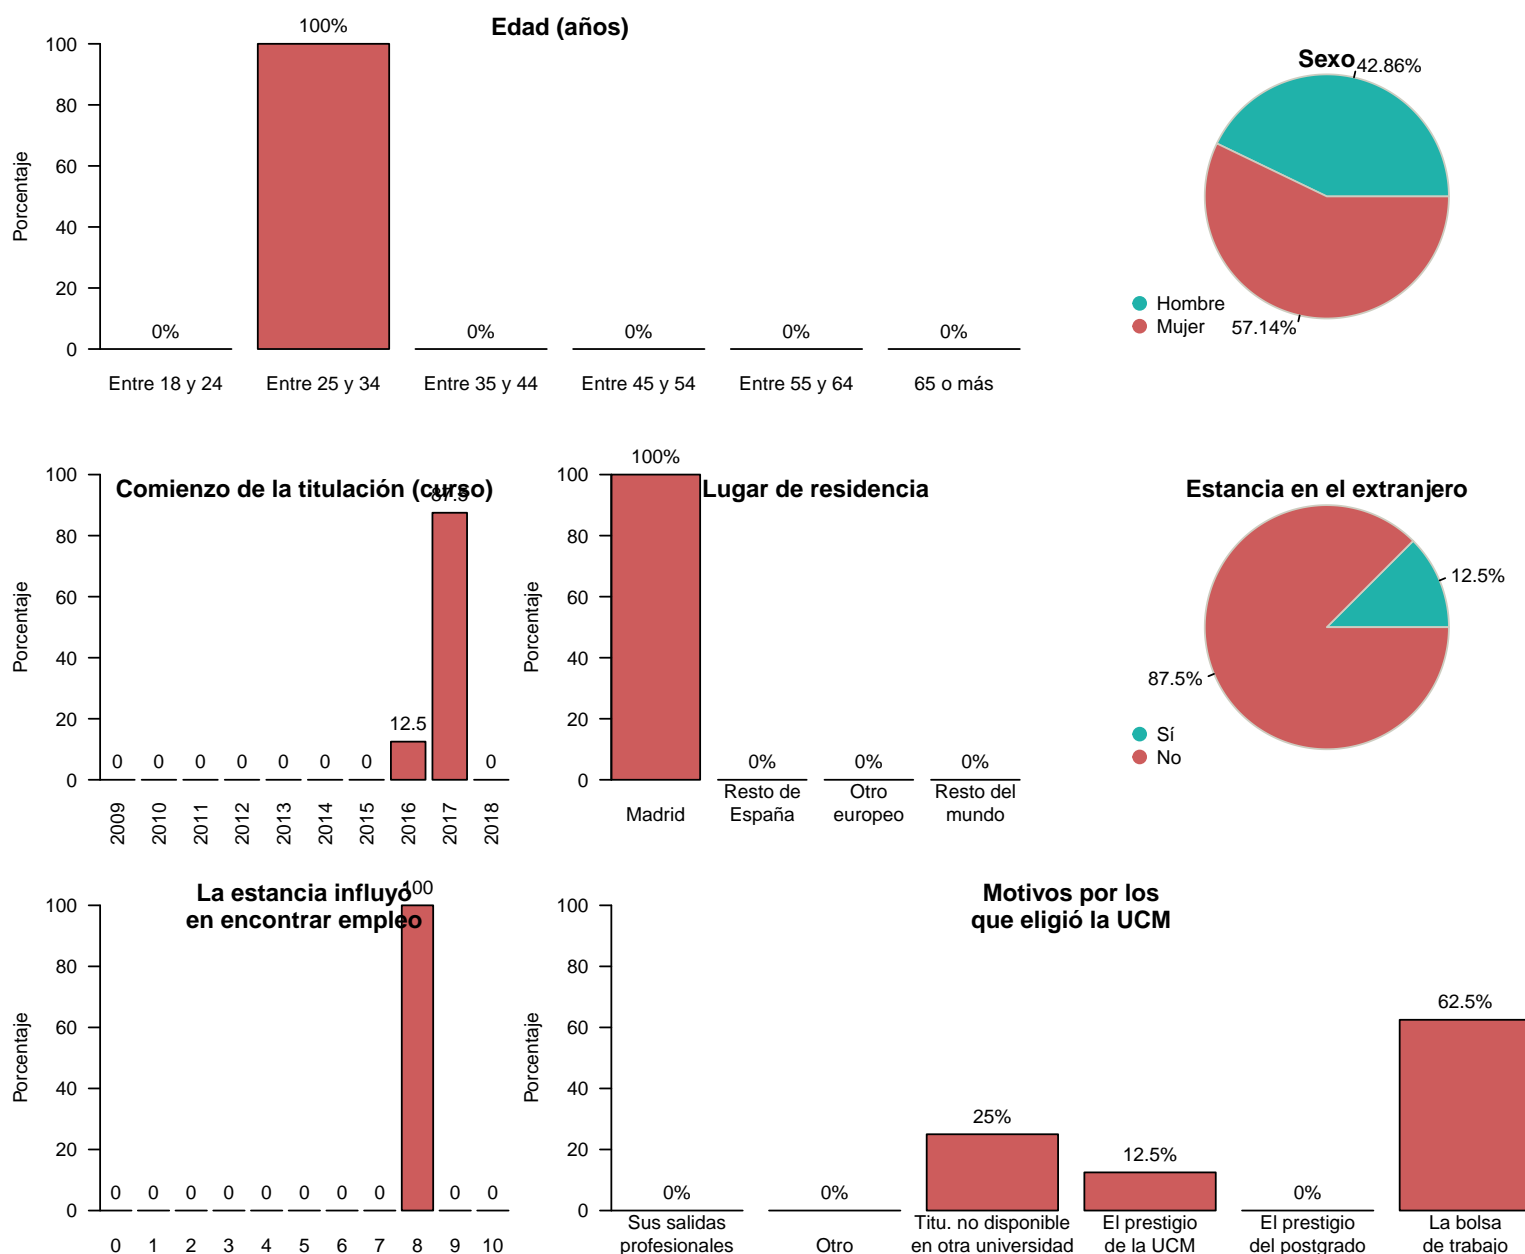 Edad (años)
Porcentaje
100
80
60
40
20
0
0%
100%
0%
0%
0%
0%
Entre 18 y 24
Entre 25 y 34
Entre 35 y 44
Entre 45 y 54
Entre 55 y 64
65 o más
Sexo
42.86%
57.14%
Hombre
Mujer
Comienzo de la titulación (curso)
Porcentaje
100
80
60
40
20
0
0
0
0
0
0
0
0
12.5
87.5
0
2009
2010
2011
2012
2013
2014
2015
2016
2017
2018
Lugar de residencia
Porcentaje
100
80
60
40
20
0
100%
0%
0%
0%
Madrid
Resto de
España
Otro
europeo
Resto del
mundo
Estancia en el extranjero
12.5%
87.5%
Sí
No
La estancia influyó
en encontrar empleo
Porcentaje
100
80
60
40
20
0
0
0
0
0
0
0
0
0
100
0
0
0
1
2
3
4
5
6
7
8
9
10
Motivos por los
que eligió la UCM
Porcentaje
100
80
60
40
20
0
0%
0%
25%
12.5%
0%
62.5%
Sus salidas
profesionales
Otro
Titu. no disponible
en otra universidad
El prestigio
de la UCM
El prestigio
del postgrado
La bolsa
de trabajo